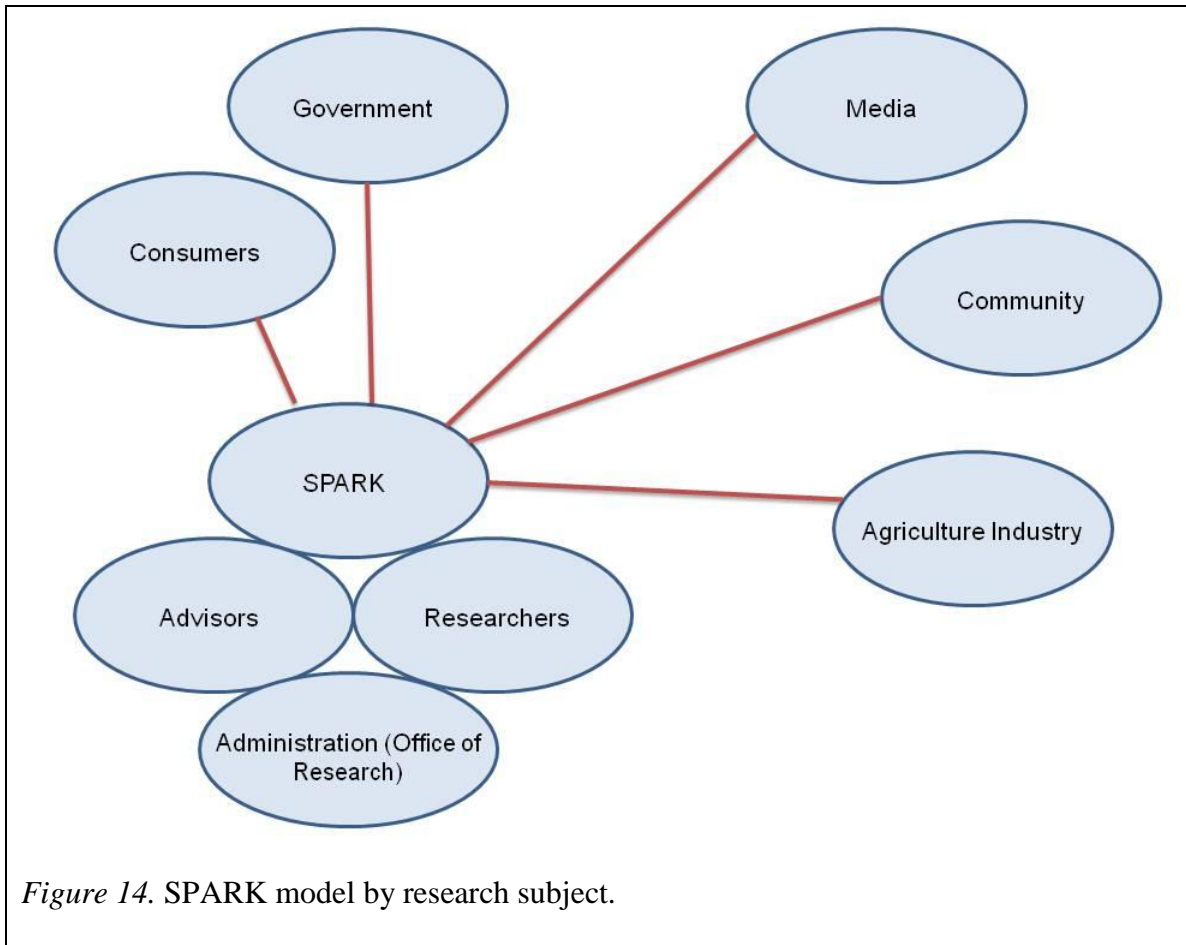 Government
Media
Consumers
Community
SPARK
Agriculture Industry
Advisors
Researchers
Administration (Office of
Research)
Figure 14. SPARK model by research subject.